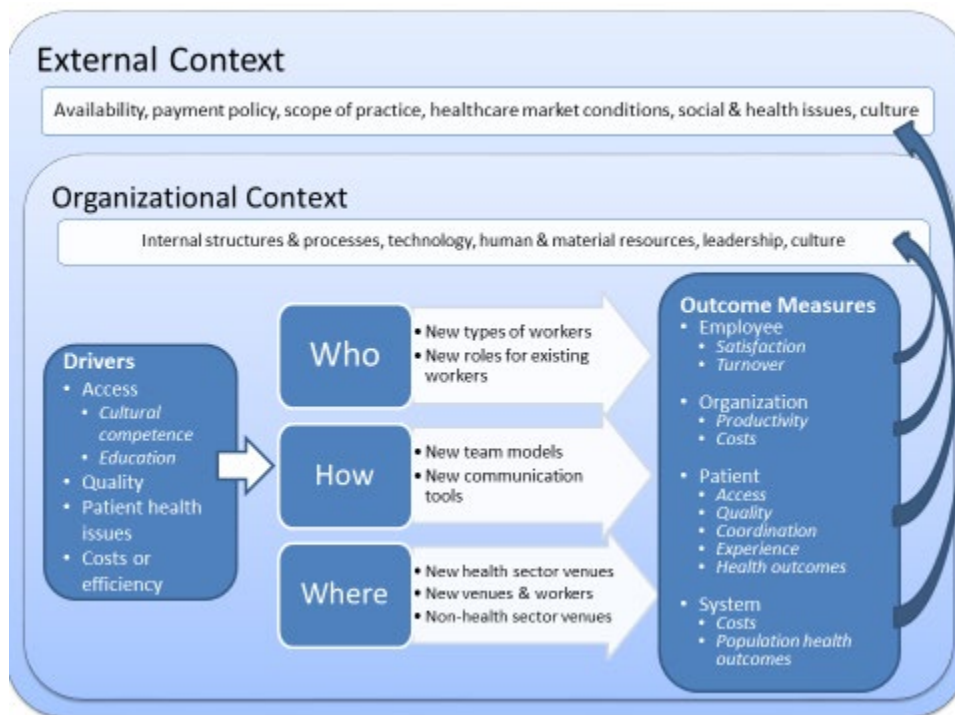 External Context
Availability, payment policy, scope of practice, healthcare market conditions, social & health issues, culture
Organizational Context
Internal structures & processes, technology, human & material resources, leadership, culture
Drivers
• Access
• Cultural
competence
• Education
• Quality
• Patient health
issues
• Costs or
efficiency
Who
• New types of workers
• New roles for existing
workers
How
• New team models
• New communication
tools
Where
• New health sector venues
• New venues & workers
• Non-health sector venues
Outcome Measures
• Employee
• Satisfaction
• Turnover
• Organization
• Productivity
• Costs
• Patient
• Access
• Quality
• Coordination
• Experience
• Health outcomes
• System
• Costs
• Population health
outcomes